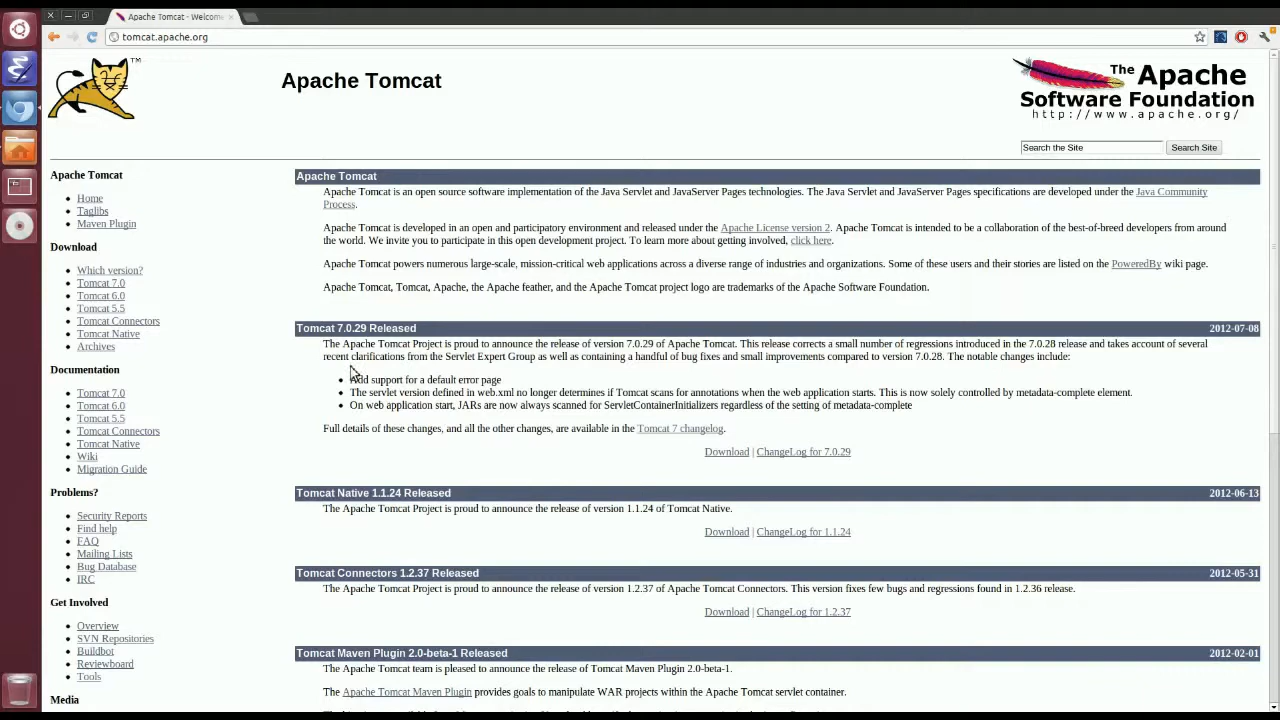 Apache Tomcat - Welcome
tomcat.apache.org
TM
Apache Tomcat
The Apache
Software Foundation
http://www.apache.org/
Search the Site
Search Site
Apache Tomcat
Home
Taglibs
Maven Plugin
Download
Which version?
Tomcat 7.0
Tomcat 6.0
Tomcat 5.5
Tomcat Connectors
Tomcat Native
Archives
Documentation
Tomcat 7.0
Tomcat 6.0
Tomcat 5.5
Tomcat Connectors
Tomcat Native
Wiki
Migration Guide
Problems?
Security Reports
Find help
FAQ
Mailing Lists
Bug Database
IRC
Get Involved
Overview
SVN Repositories
Buildbot
Reviewboard
Tools
Media
Apache Tomcat
Apache Tomcat is an open source software implementation of the Java Servlet and JavaServer Pages technologies. The Java Servlet and JavaServer Pages specifications are developed under the Java Community
Process.
Apache Tomcat is developed in an open and participatory environment and released under the Apache License version 2. Apache Tomcat is intended to be a collaboration of the best-of-breed developers from around
the world. We invite you to participate in this open development project. To learn more about getting involved, click here.
Apache Tomcat powers numerous large-scale, mission-critical web applications across a diverse range of industries and organizations. Some of these users and their stories are listed on the PoweredBy wiki page.
Apache Tomcat, Tomcat, Apache, the Apache feather, and the Apache Tomcat project logo are trademarks of the Apache Software Foundation.
Tomcat 7.0.29 Released 2012-07-08
The Apache Tomcat Project is proud to announce the release of version 7.0.29 of Apache Tomcat. This release corrects a small number of regressions introduced in the 7.0.28 release and takes account of several
recent clarifications from the Servlet Expert Group as well as containing a handful of bug fixes and small improvements compared to version 7.0.28. The notable changes include:
Add support for a default error page
The servlet version defined in web.xml no longer determines if Tomcat scans for annotations when the web application starts. This is now solely controlled by metadata-complete element.
On web application start, JARs are now always scanned for ServletContainerInitializers regardless of the setting of metadata-complete
Full details of these changes, and all the other changes, are available in the Tomcat 7 changelog.
Download | ChangeLog for 7.0.29
Tomcat Native 1.1.24 Released 2012-06-13
The Apache Tomcat Project is proud to announce the release of version 1.1.24 of Tomcat Native.
Download | ChangeLog for 1.1.24
Tomcat Connectors 1.2.37 Released 2012-05-31
The Apache Tomcat Project is proud to announce the release of version 1.2.37 of Apache Tomcat Connectors. This version fixes few bugs and regressions found in 1.2.36 release.
Download | ChangeLog for 1.2.37
Tomcat Maven Plugin 2.0-beta-1 Released 2012-02-01
The Apache Tomcat team is pleased to announce the release of Tomcat Maven Plugin 2.0-beta-1.
The Apache Tomcat Maven Plugin provides goals to manipulate WAR projects within the Apache Tomcat servlet container.